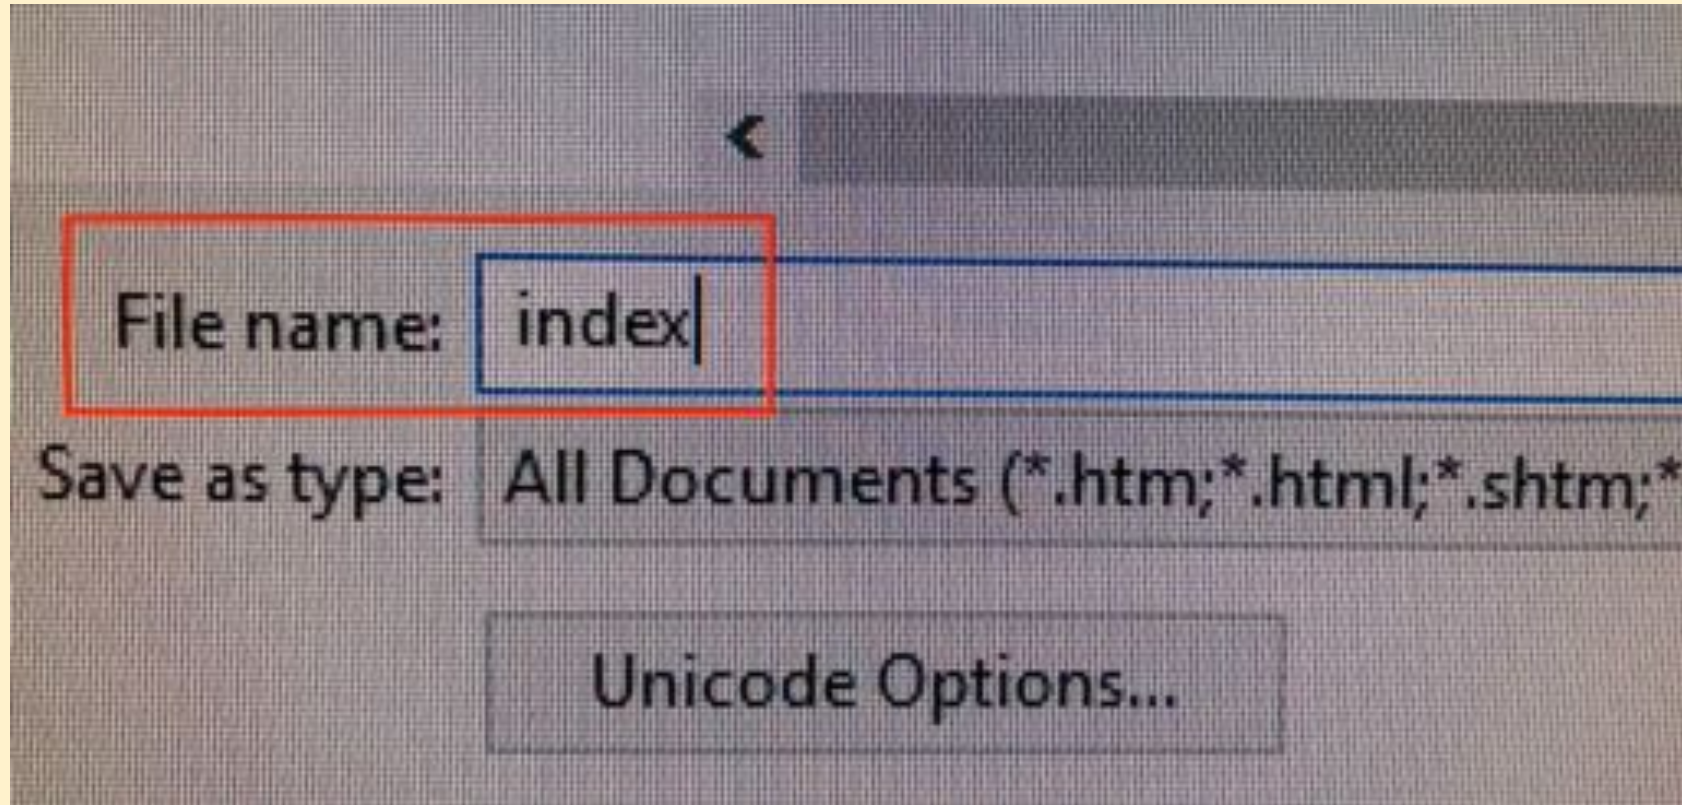 File name: index
Save as type: All Documents (*.htm;*.html;*.shtm;*
Unicode Options...